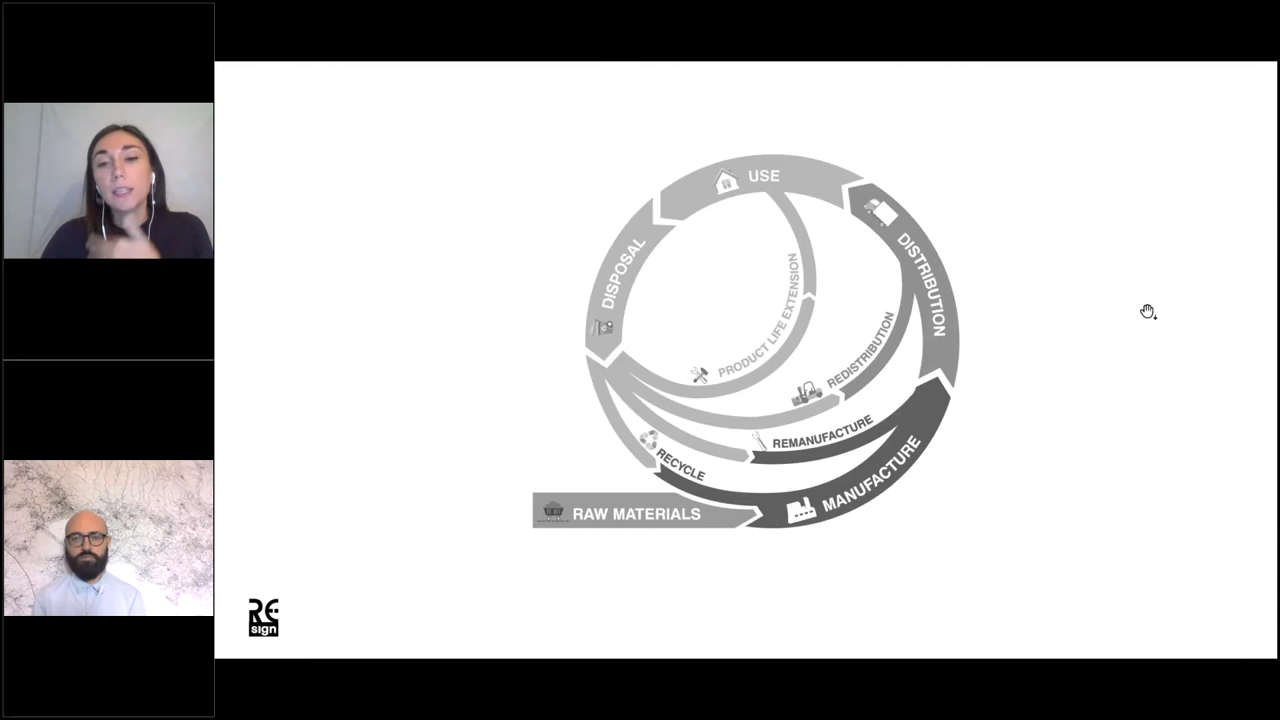 USE
DISPOSAL
DISTRIBUTION
PRODUCT LIFE EXTENSION
REDISTRIBUTION
REMANUFACTURE
RECYCLE
MANUFACTURE
RAW MATERIALS
RE
sign